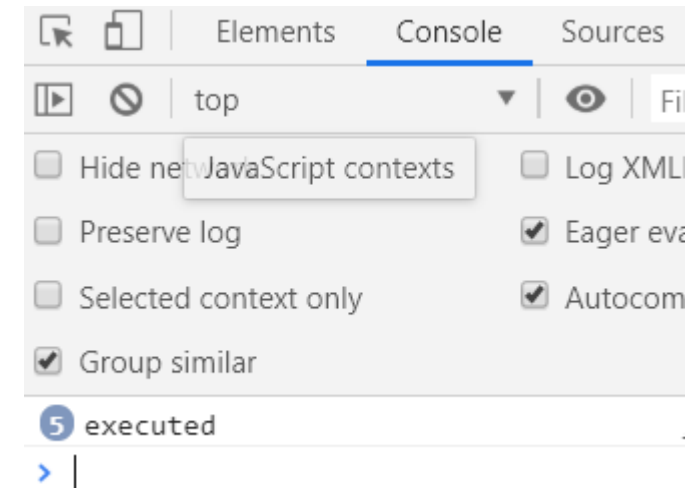 Elements Console Sources
top Fil
Hide ne JavaScript contexts Log XML
Preserve log Eager eva
Selected context only Autocom
Group similar
5 executed